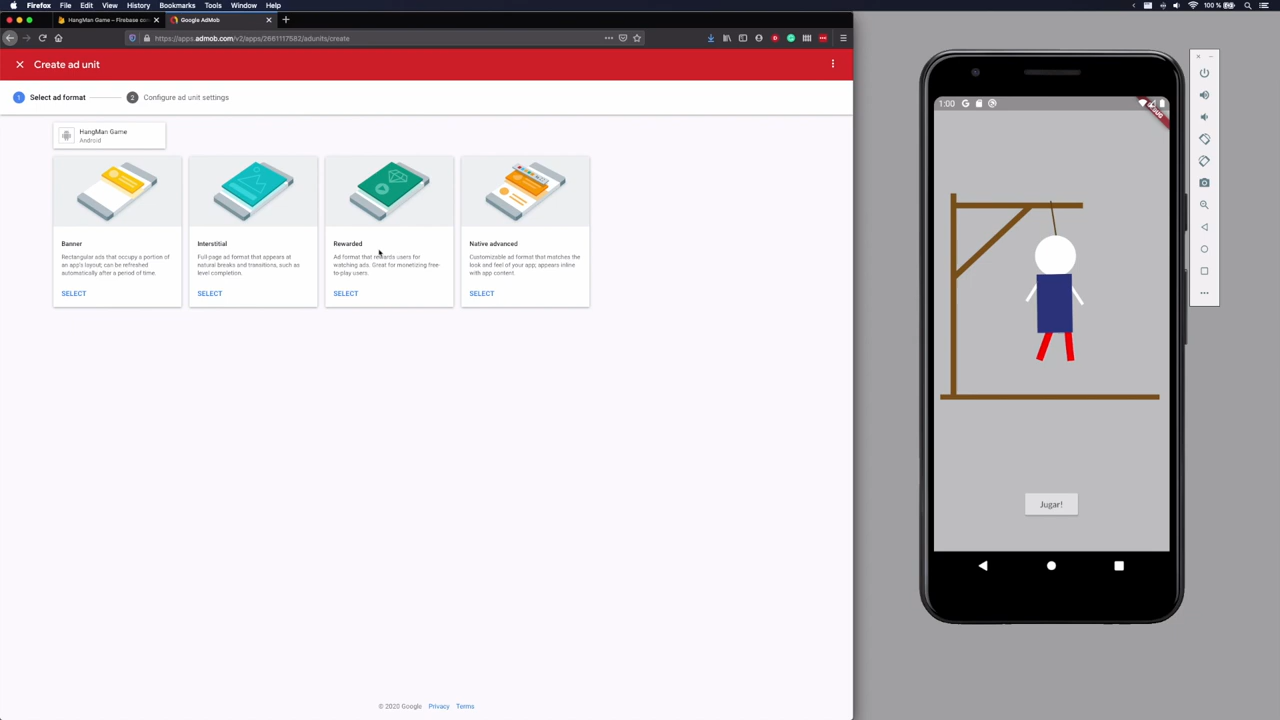 Firefox File Edit View History Bookmarks Tools Window Help
100 %
HangMan Game – Firebase con
Google AdMob
https://apps.admob.com/v2/apps/2661117582/adunits/create
Create ad unit
1 Select ad format
2 Configure ad unit settings
HangMan Game
Android
Banner
Rectangular ads that occupy a portion of
an app's layout; can be refreshed
automatically after a period of time.
SELECT
Interstitial
Full-page ad format that appears at
natural breaks and transitions, such as
level completion.
SELECT
Rewarded
Ad format that rewards users for
watching ads. Great for monetizing free-
to-play users.
SELECT
Native advanced
Customizable ad format that matches the
look and feel of your app; appears inline
with app content.
SELECT
© 2020 Google Privacy Terms
1:00
DEBUG
Jugar!